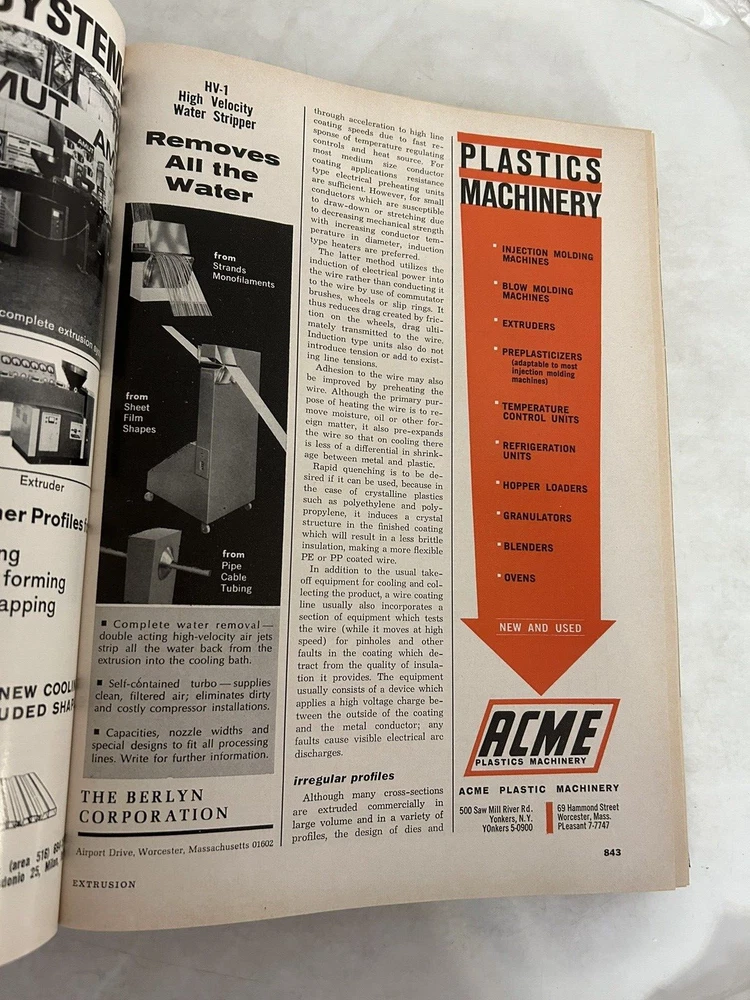 SYSTEM
complete extrusion
Extruder
ner Profiles
ng
forming
apping
NEW COOLIN
UDED SHAP
(area 516)
donio 25, Milan,
HV-1
High Velocity
Water Stripper
Removes
All the
Water
from
Strands
Monofilaments
from
Sheet
Film
Shapes
from
Pipe
Cable
Tubing
■ Complete water removal —
double acting high-velocity air jets
strip all the water back from the
extrusion into the cooling bath.
■ Self-contained turbo — supplies
clean, filtered air; eliminates dirty
and costly compressor installations.
■ Capacities, nozzle widths and
special designs to fit all processing
lines. Write for further information.
THE BERLYN
CORPORATION
Airport Drive, Worcester, Massachusetts 01602
EXTRUSION
through acceleration to high line
coating speeds due to fast re-
sponse of temperature regulating
controls and heat source. For
most medium size conductor
coating applications resistance
type electrical preheating units
are sufficient. However, for small
conductors which are susceptible
to draw-down or stretching due
to decreasing mechanical strength
with increasing conductor tem-
perature in diameter, induction
type heaters are preferred.
The latter method utilizes the
induction of electrical power into
the wire rather than conducting it
to the wire by use of commutator
brushes, wheels or slip rings. It
thus reduces drag created by fric-
tion on the wheels, drag ulti-
mately transmitted to the wire.
Induction type units also do not
introduce tension or add to exist-
ing line tensions.
Adhesion to the wire may also
be improved by preheating the
wire. Although the primary pur-
pose of heating the wire is to re-
move moisture, oil or other for-
eign matter, it also pre-expands
the wire so that on cooling there
is less of a differential in shrink-
age between metal and plastic.
Rapid quenching is to be de-
sired if it can be used, because in
the case of crystalline plastics
such as polyethylene and poly-
propylene, it induces a crystal
structure in the finished coating
which will result in a less brittle
insulation, making a more flexible
PE or PP coated wire.
In addition to the usual take-
off equipment for cooling and col-
lecting the product, a wire coating
line usually also incorporates a
section of equipment which tests
the wire (while it moves at high
speed) for pinholes and other
faults in the coating which de-
tract from the quality of insula-
tion it provides. The equipment
usually consists of a device which
applies a high voltage charge be-
tween the outside of the coating
and the metal conductor; any
faults cause visible electrical arc
discharges.
irregular profiles
Although many cross-sections
are extruded commercially in
large volume and in a variety of
profiles, the design of dies and
PLASTICS
MACHINERY
INJECTION MOLDING
MACHINES
BLOW MOLDING
MACHINES
EXTRUDERS
PREPLASTICIZERS
(adaptable to most
injection molding
machines)
TEMPERATURE
CONTROL UNITS
REFRIGERATION
UNITS
HOPPER LOADERS
GRANULATORS
BLENDERS
OVENS
NEW AND USED
ACME
PLASTICS MACHINERY
ACME PLASTIC MACHINERY
500 Saw Mill River Rd.
Yonkers, N.Y.
YOnkers 5-0900
69 Hammond Street
Worcester, Mass.
PLeasant 7-7747
843